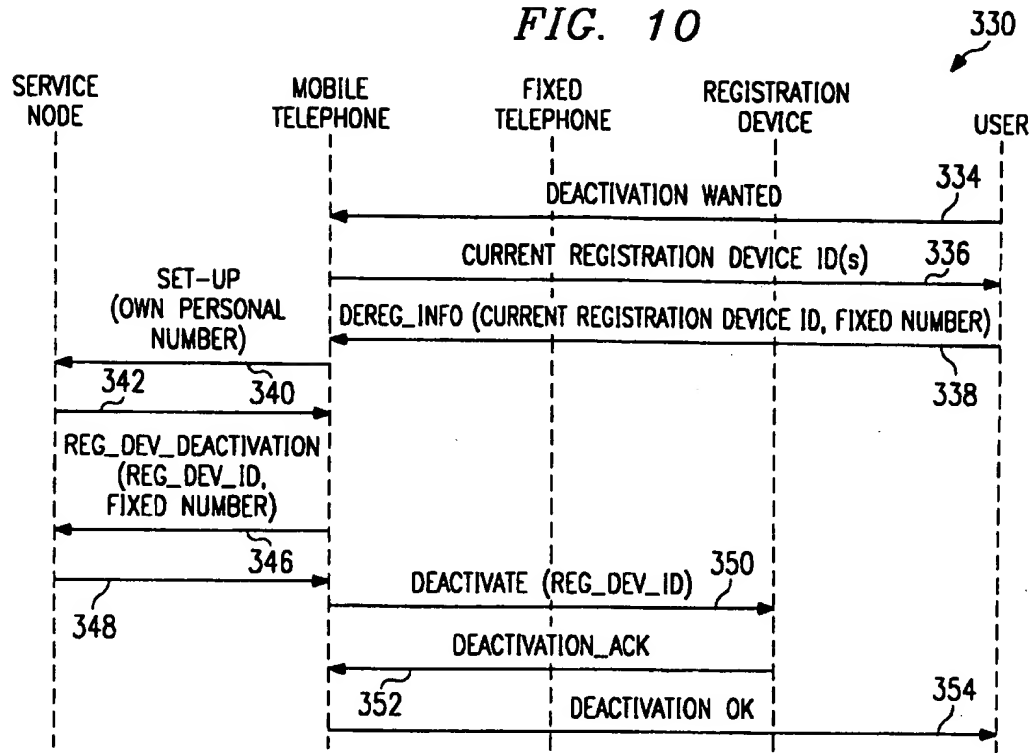 FIG. 10
330
SERVICE
NODE
MOBILE
TELEPHONE
FIXED
TELEPHONE
REGISTRATION
DEVICE
USER
334
DEACTIVATION WANTED
CURRENT REGISTRATION DEVICE ID(s)
336
SET-UP
(OWN PERSONAL
NUMBER)
DEREG_INFO (CURRENT REGISTRATION DEVICE ID, FIXED NUMBER)
342
340
338
REG_DEV_DEACTIVATION
(REG_DEV_ID,
FIXED NUMBER)
346
348
DEACTIVATE (REG_DEV_ID)
350
DEACTIVATION_ACK
352
DEACTIVATION OK
354